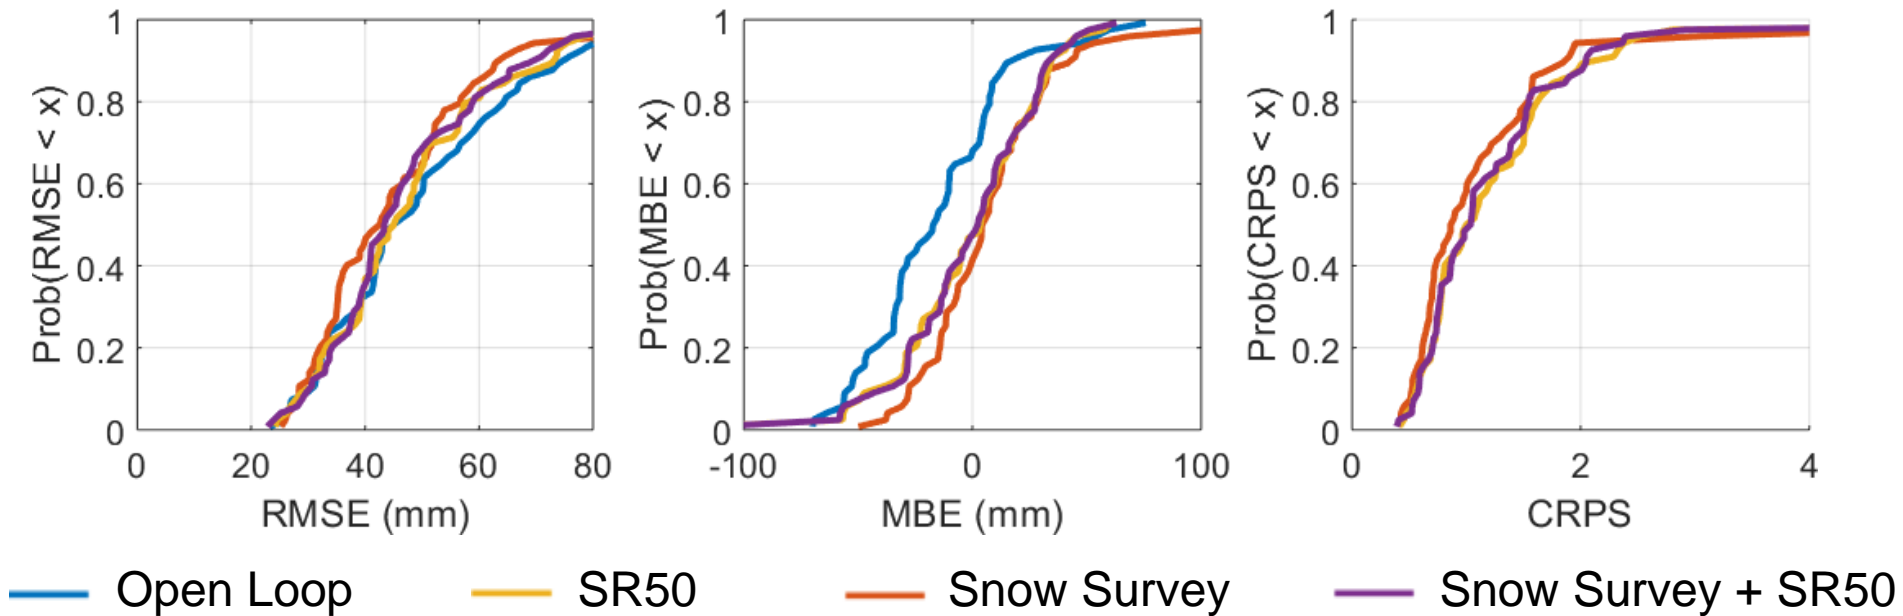 Prob(RMSE < x)
1
0.8
0.6
0.4
0.2
0
0 20 40 60 80
RMSE (mm)
Prob(MBE < x)
1
0.8
0.6
0.4
0.2
0
-100 0 100
MBE (mm)
Prob(CRPS < x)
1
0.8
0.6
0.4
0.2
0
0 2 4
CRPS
Open Loop
SR50
Snow Survey
Snow Survey + SR50